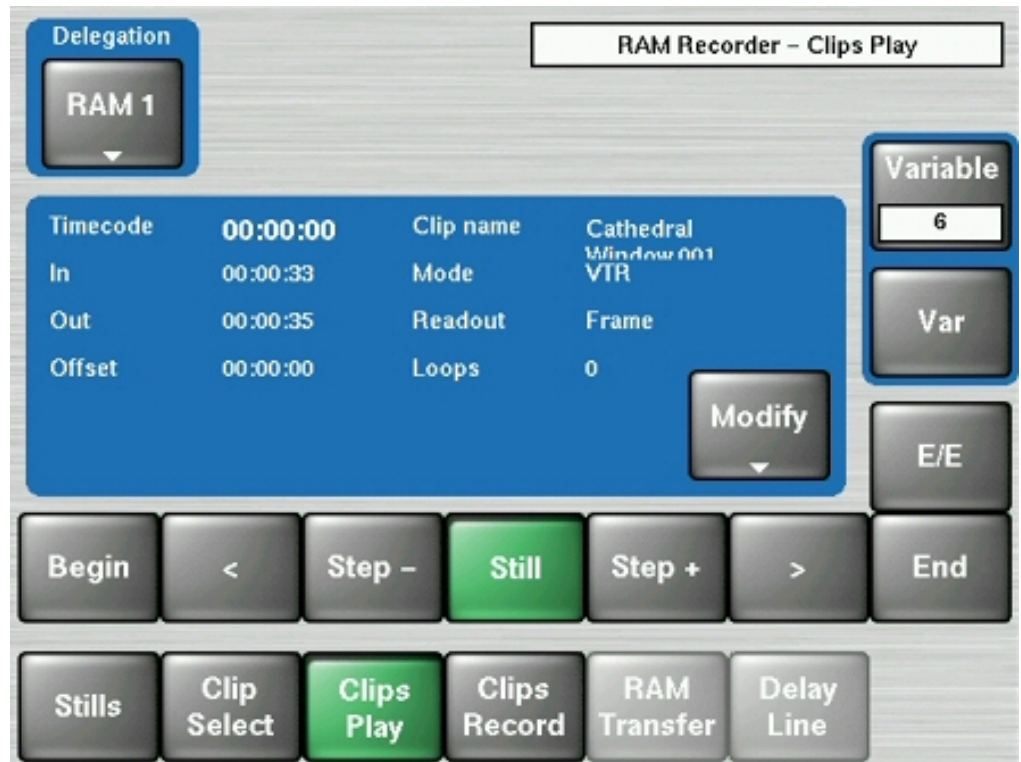 Delegation
RAM Recorder – Clips Play
RAM 1
Variable
6
Timecode 00:00:00 Clip name Cathedral
Window 001
In 00:00:33 Mode VTR
Out 00:00:35 Readout Frame
Var
Offset 00:00:00 Loops 0
Modify
E/E
Begin < Step – Still Step + > End
Stills Clip Select Clips Play Clips Record RAM Transfer Delay Line